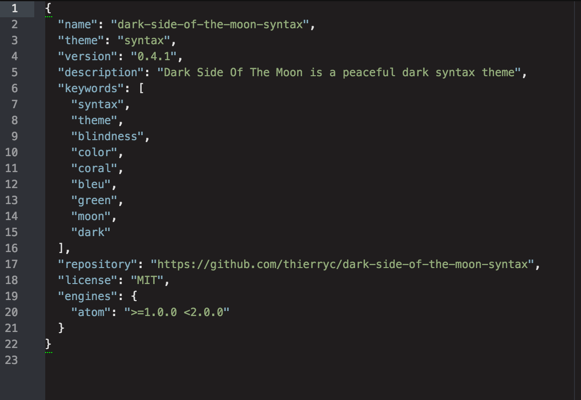 1 {
2   "name": "dark-side-of-the-moon-syntax",
3   "theme": "syntax",
4   "version": "0.4.1",
5   "description": "Dark Side Of The Moon is a peaceful dark syntax theme",
6   "keywords": [
7     "syntax",
8     "theme",
9     "blindness",
10     "color",
11     "coral",
12     "bleu",
13     "green",
14     "moon",
15     "dark"
16   ],
17   "repository": "https://github.com/thierryc/dark-side-of-the-moon-syntax",
18   "license": "MIT",
19   "engines": {
20     "atom": ">=1.0.0 <2.0.0"
21   }
22 }
23